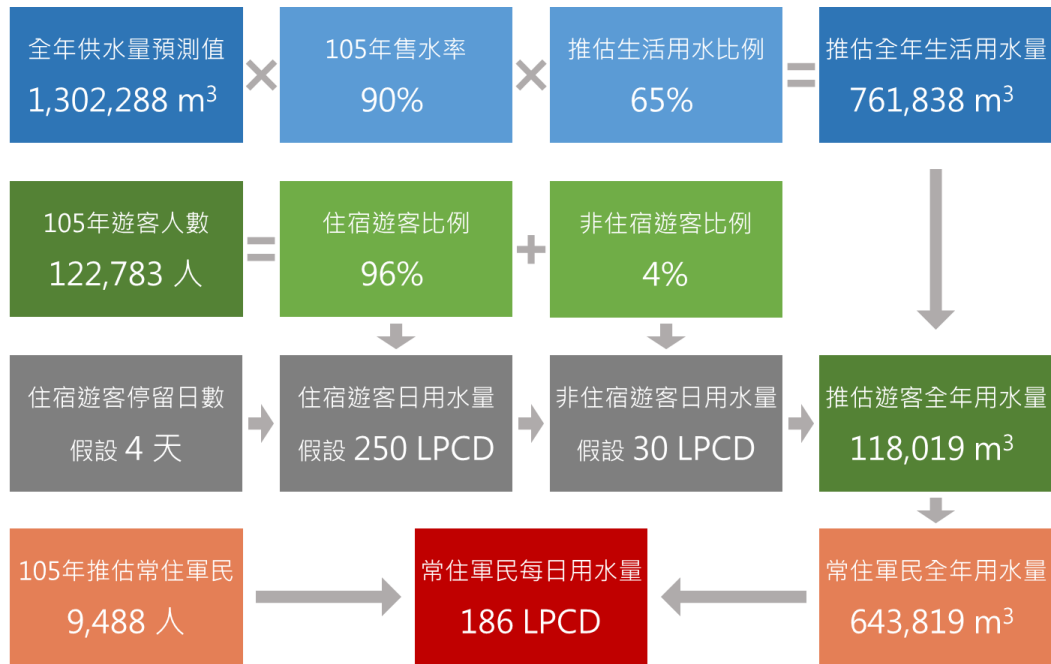 全年供水量預測值
1,302,288 m³
×
105年售水率
90%
×
推估生活用水比例
65%
=
推估全年生活用水量
761,838 m³
105年遊客人數
122,783 人
=
住宿遊客比例
96%
+
非住宿遊客比例
4%
住宿遊客停留日數
假設 4 天
住宿遊客日用水量
假設 250 LPCD
非住宿遊客日用水量
假設 30 LPCD
推估遊客全年用水量
118,019 m³
105年推估常住軍民
9,488 人
常住軍民每日用水量
186 LPCD
常住軍民全年用水量
643,819 m³